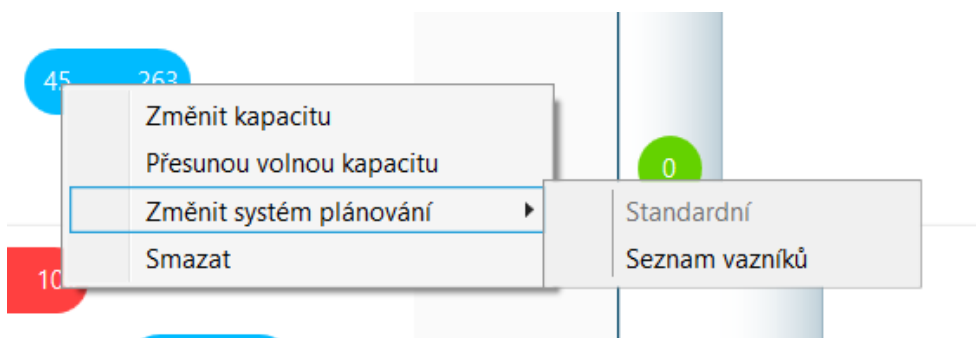 45 263
Změnit kapacitu
Přesunou volnou kapacitu
0
Změnit systém plánování
Standardní
Smazat
Seznam vazníků
10